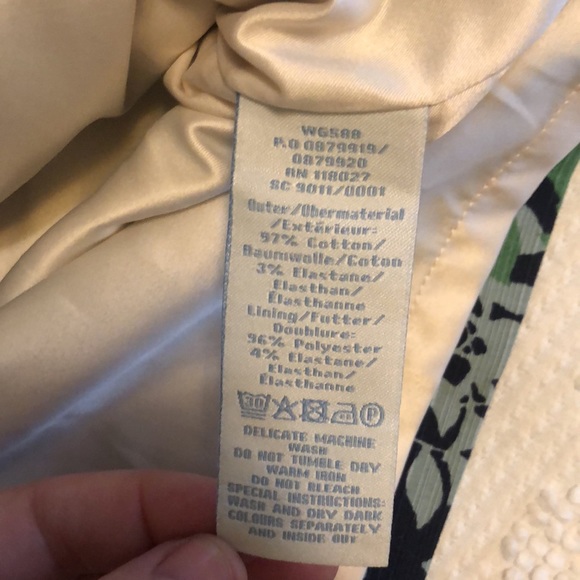 WG588
P.O 0879919/
0879920
RN 118027
SC 9011/0001
Outer/Obermaterial
/Extérieur:
97% Cotton/
Baumwolle/Coton
3% Elastane/
Elasthan/
Élasthanne
Lining/Futter/
Doublure:
96% Polyester
4% Elastane/
Elasthan/
Élasthanne
30 P
DELICATE MACHINE
WASH
DO NOT TUMBLE DRY
WARM IRON
DO NOT BLEACH
SPECIAL INSTRUCTIONS:
WASH AND DRY DARK
COLOURS SEPARATELY
AND INSIDE OUT